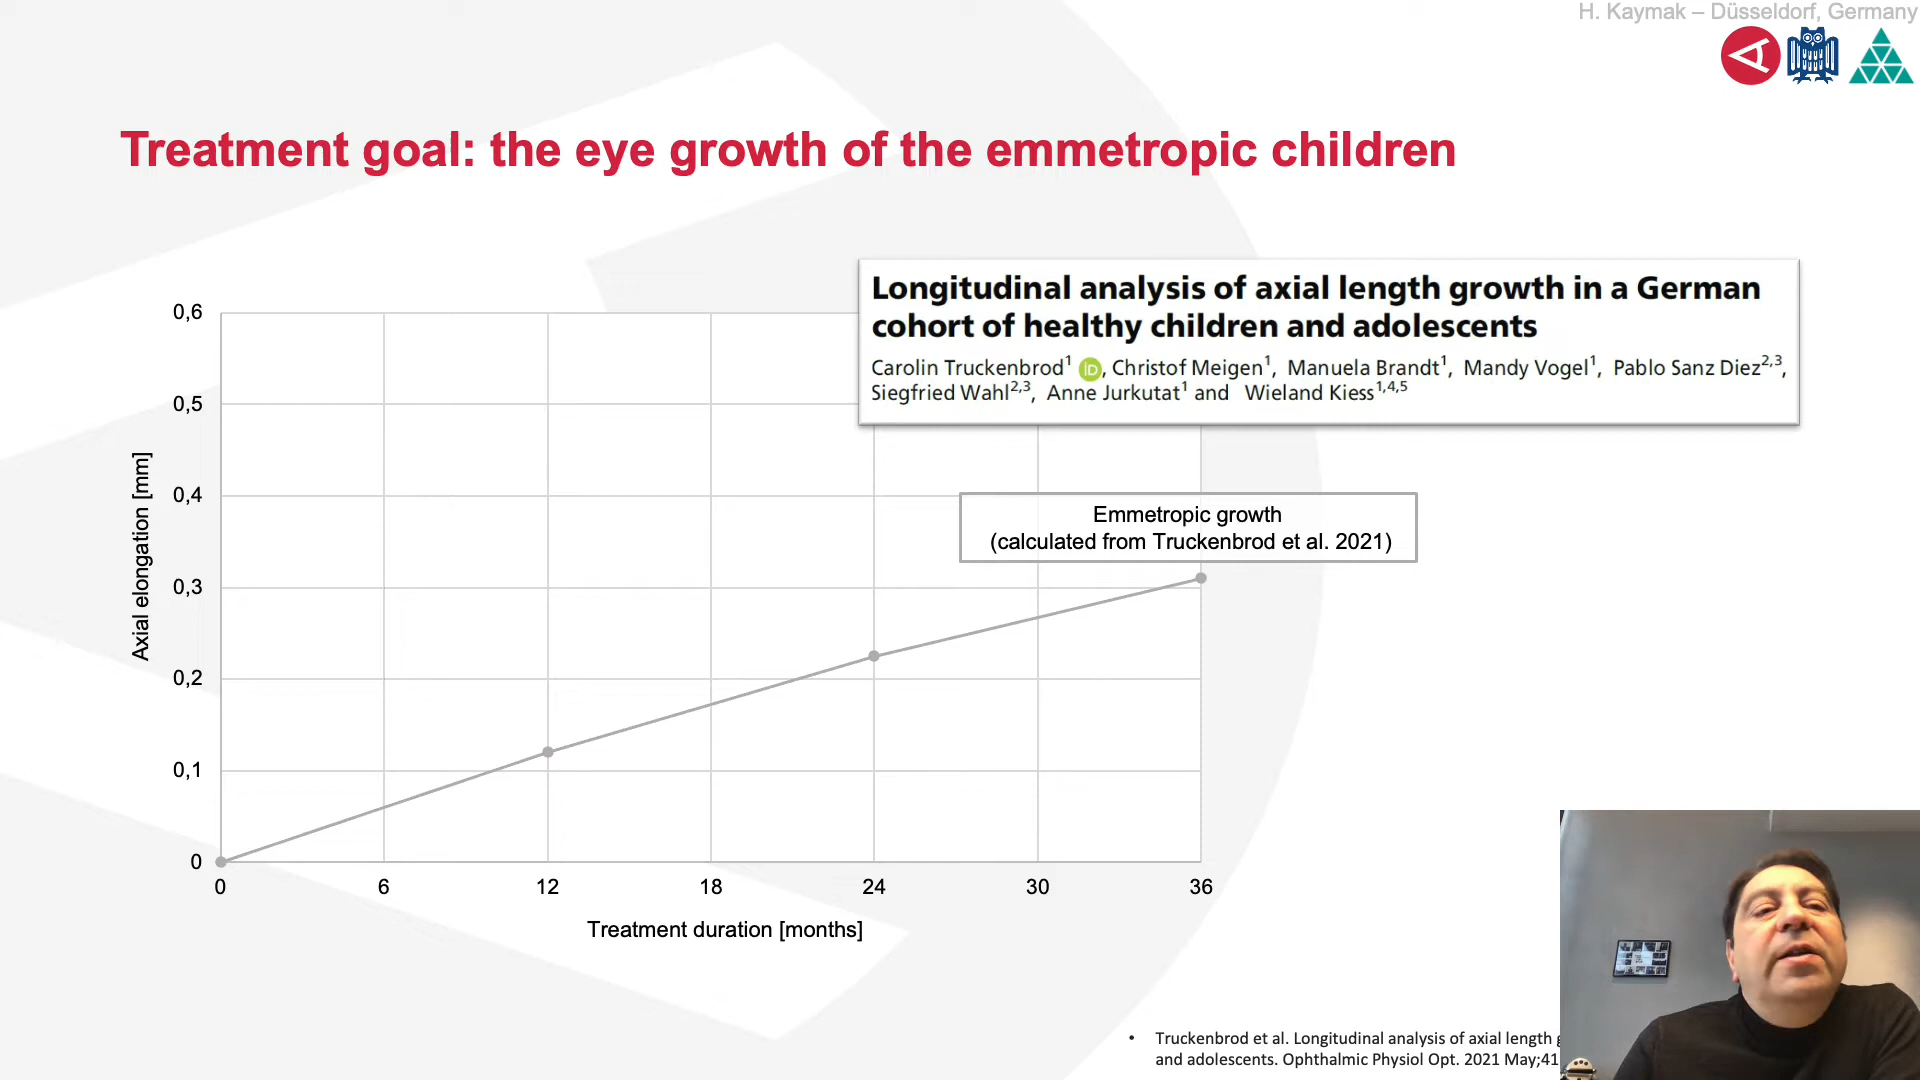 H. Kaymak – Düsseldorf, Germany
Treatment goal: the eye growth of the emmetropic children
Longitudinal analysis of axial length growth in a German
cohort of healthy children and adolescents
Carolin Truckenbrod1 iD, Christof Meigen1, Manuela Brandt1, Mandy Vogel1, Pablo Sanz Diez2,3,
Siegfried Wahl2,3, Anne Jurkutat1 and Wieland Kiess1,4,5
0,6
0,5
0,4
0,3
0,2
0,1
0
Axial elongation [mm]
Emmetropic growth
(calculated from Truckenbrod et al. 2021)
0 6 12 18 24 30 36
Treatment duration [months]
• Truckenbrod et al. Longitudinal analysis of axial length
and adolescents. Ophthalmic Physiol Opt. 2021 May;41